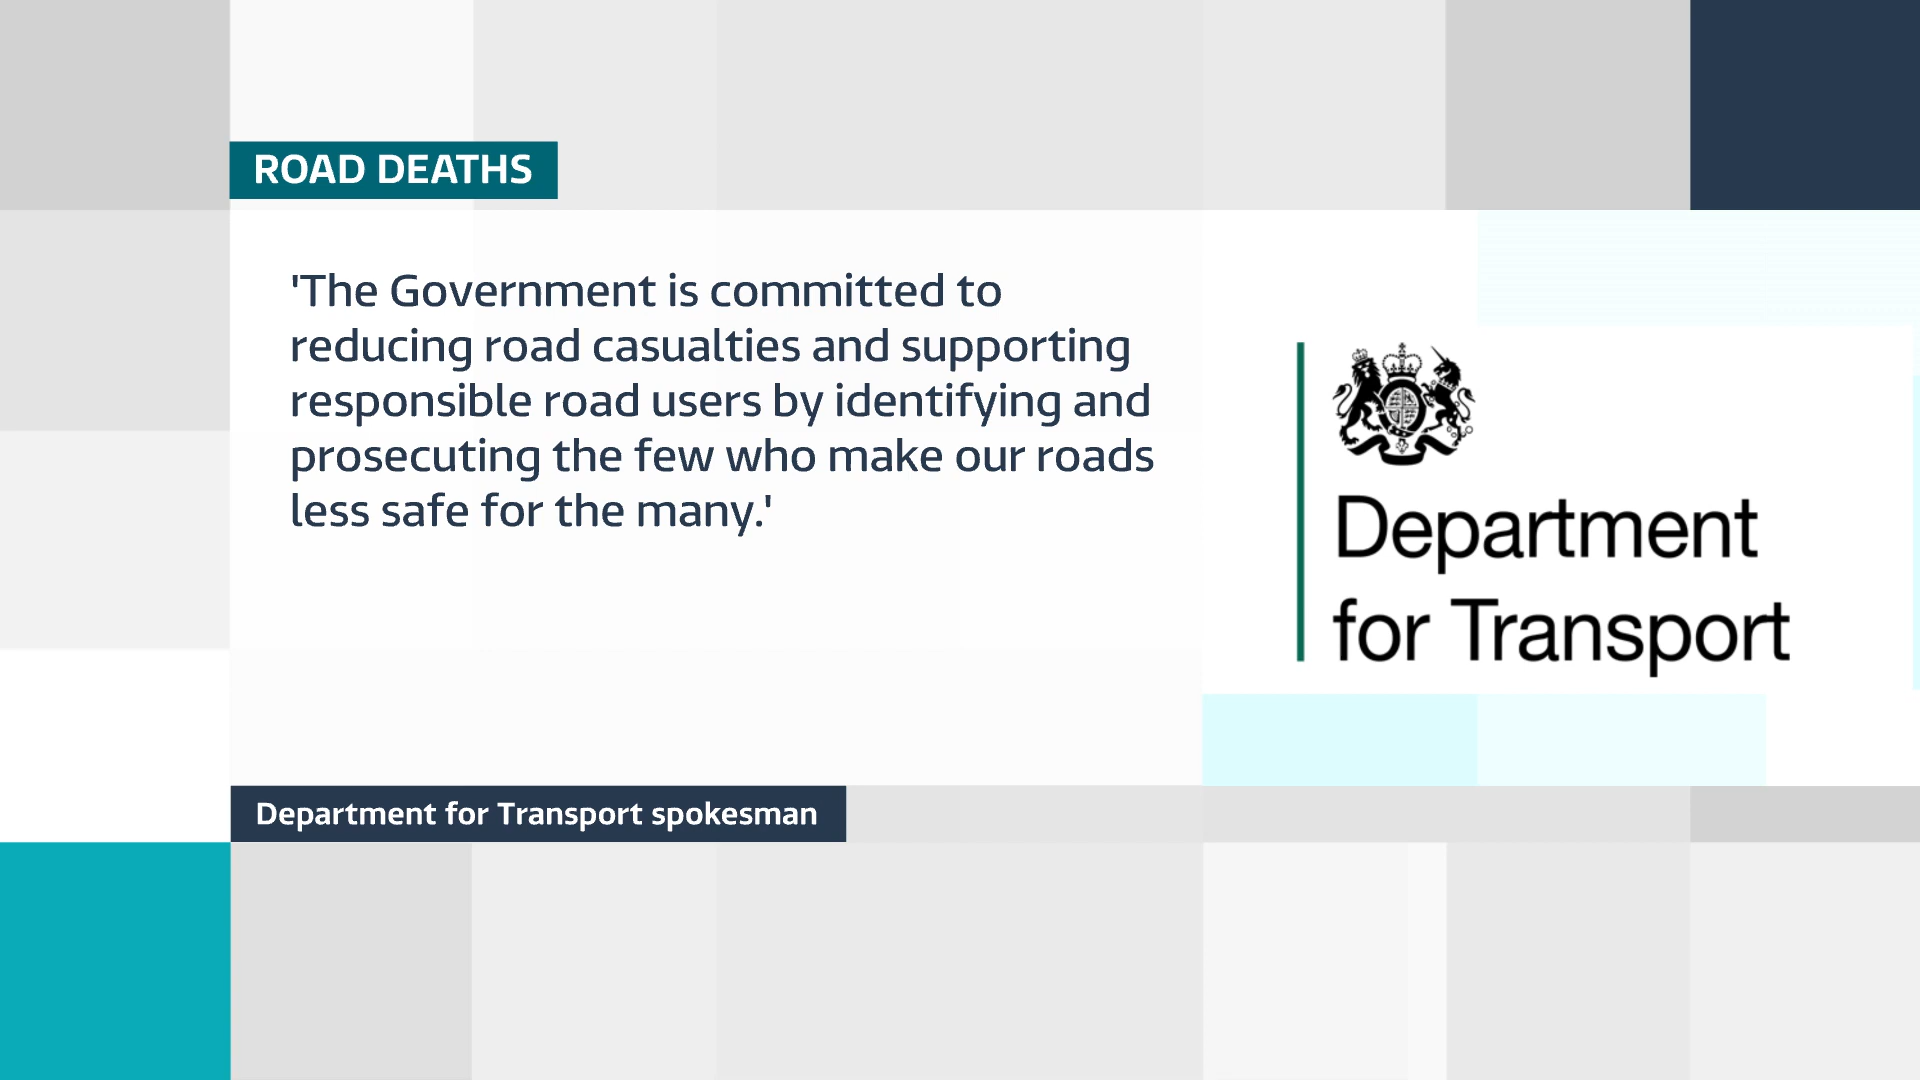 ROAD DEATHS
'The Government is committed to
reducing road casualties and supporting
responsible road users by identifying and
prosecuting the few who make our roads
less safe for the many.'
Department
for Transport
Department for Transport spokesman